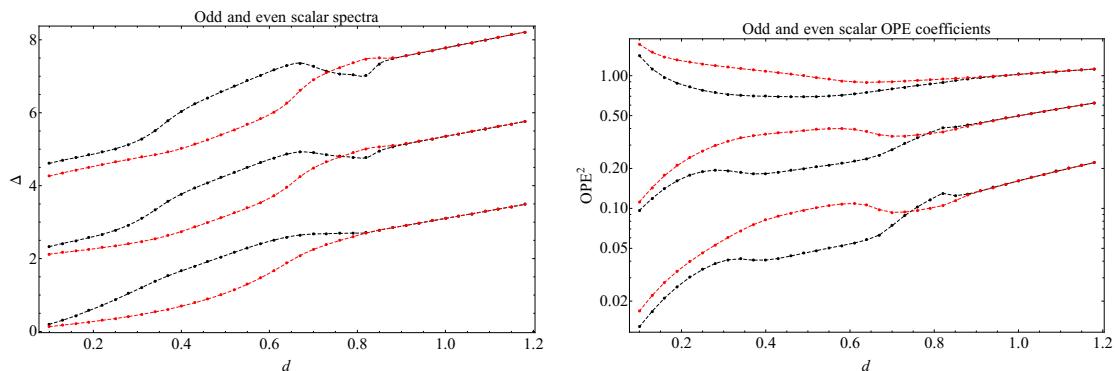 Odd and even scalar spectra
8
6
4
2
0
Δ
0.2 0.4 0.6 0.8 1.0 1.2
d
Odd and even scalar OPE coefficients
1.00
0.50
0.20
0.10
0.05
0.02
OPE²
0.2 0.4 0.6 0.8 1.0 1.2
d